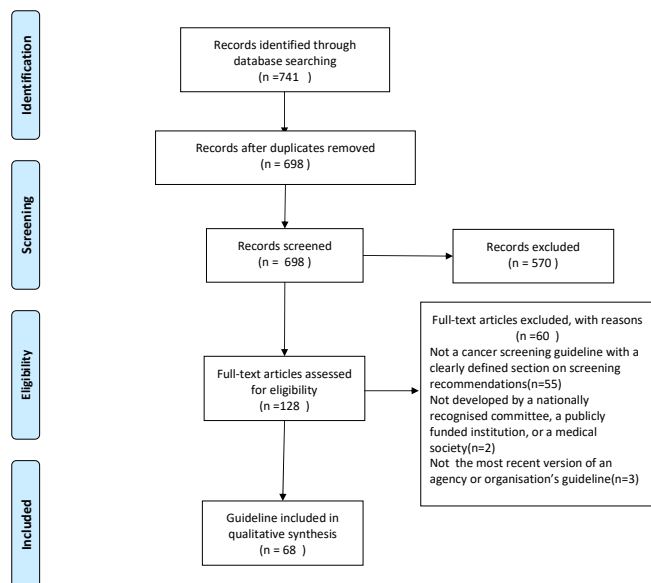 Identification
Records identified through
database searching
(n =741 )
Records after duplicates removed
(n = 698 )
Screening
Records screened
(n = 698 )
Records excluded
(n = 570 )
Eligibility
Full-text articles assessed
for eligibility
(n =128 )
Full-text articles excluded, with reasons
(n =60 )
Not a cancer screening guideline with a
clearly defined section on screening
recommendations(n=55)
Not developed by a nationally
recognised committee, a publicly
funded institution, or a medical
society(n=2)
Not the most recent version of an
agency or organisation's guideline(n=3)
Included
Guideline included in
qualitative synthesis
(n = 68 )